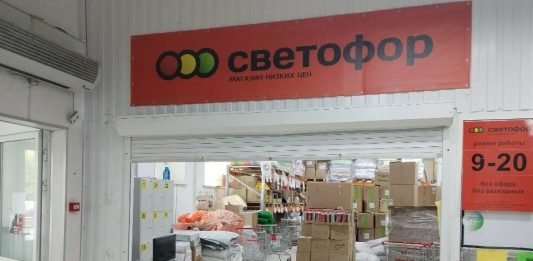 светофор
МАГАЗИН НИЗКИХ ЦЕН
светофор
режим работы
9-20
без обеда
без выходных